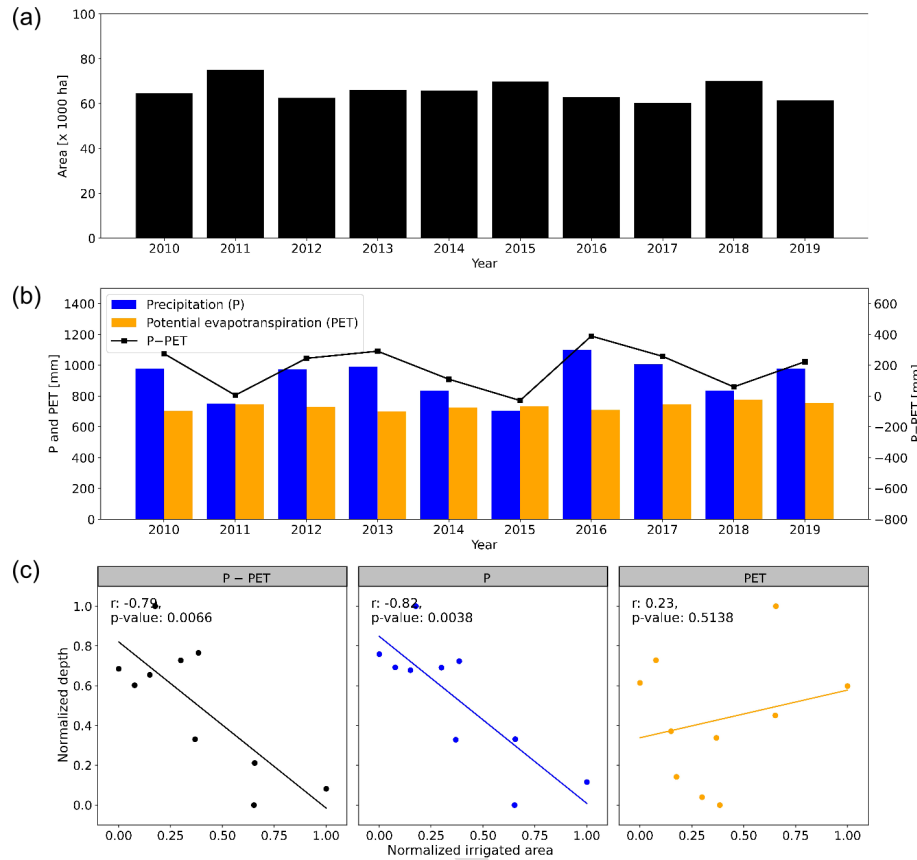 (a)
100
80
60
40
20
0
Area [x 1000 ha]
2010 2011 2012 2013 2014 2015 2016 2017 2018 2019
Year
(b)
Precipitation (P)
Potential evapotranspiration (PET)
P−PET
1400
1200
1000
800
600
400
200
0
P and PET [mm]
600
400
200
0
−200
−400
−600
−800
P−PET [mm]
2010 2011 2012 2013 2014 2015 2016 2017 2018 2019
Year
(c)
P − PET
P
PET
r: -0.79,
p-value: 0.0066
r: -0.82,
p-value: 0.0038
r: 0.23,
p-value: 0.5138
1.0
0.8
0.6
0.4
0.2
0.0
Normalized depth
0.00 0.25 0.50 0.75 1.00
0.00 0.25 0.50 0.75 1.00
0.00 0.25 0.50 0.75 1.00
Normalized irrigated area